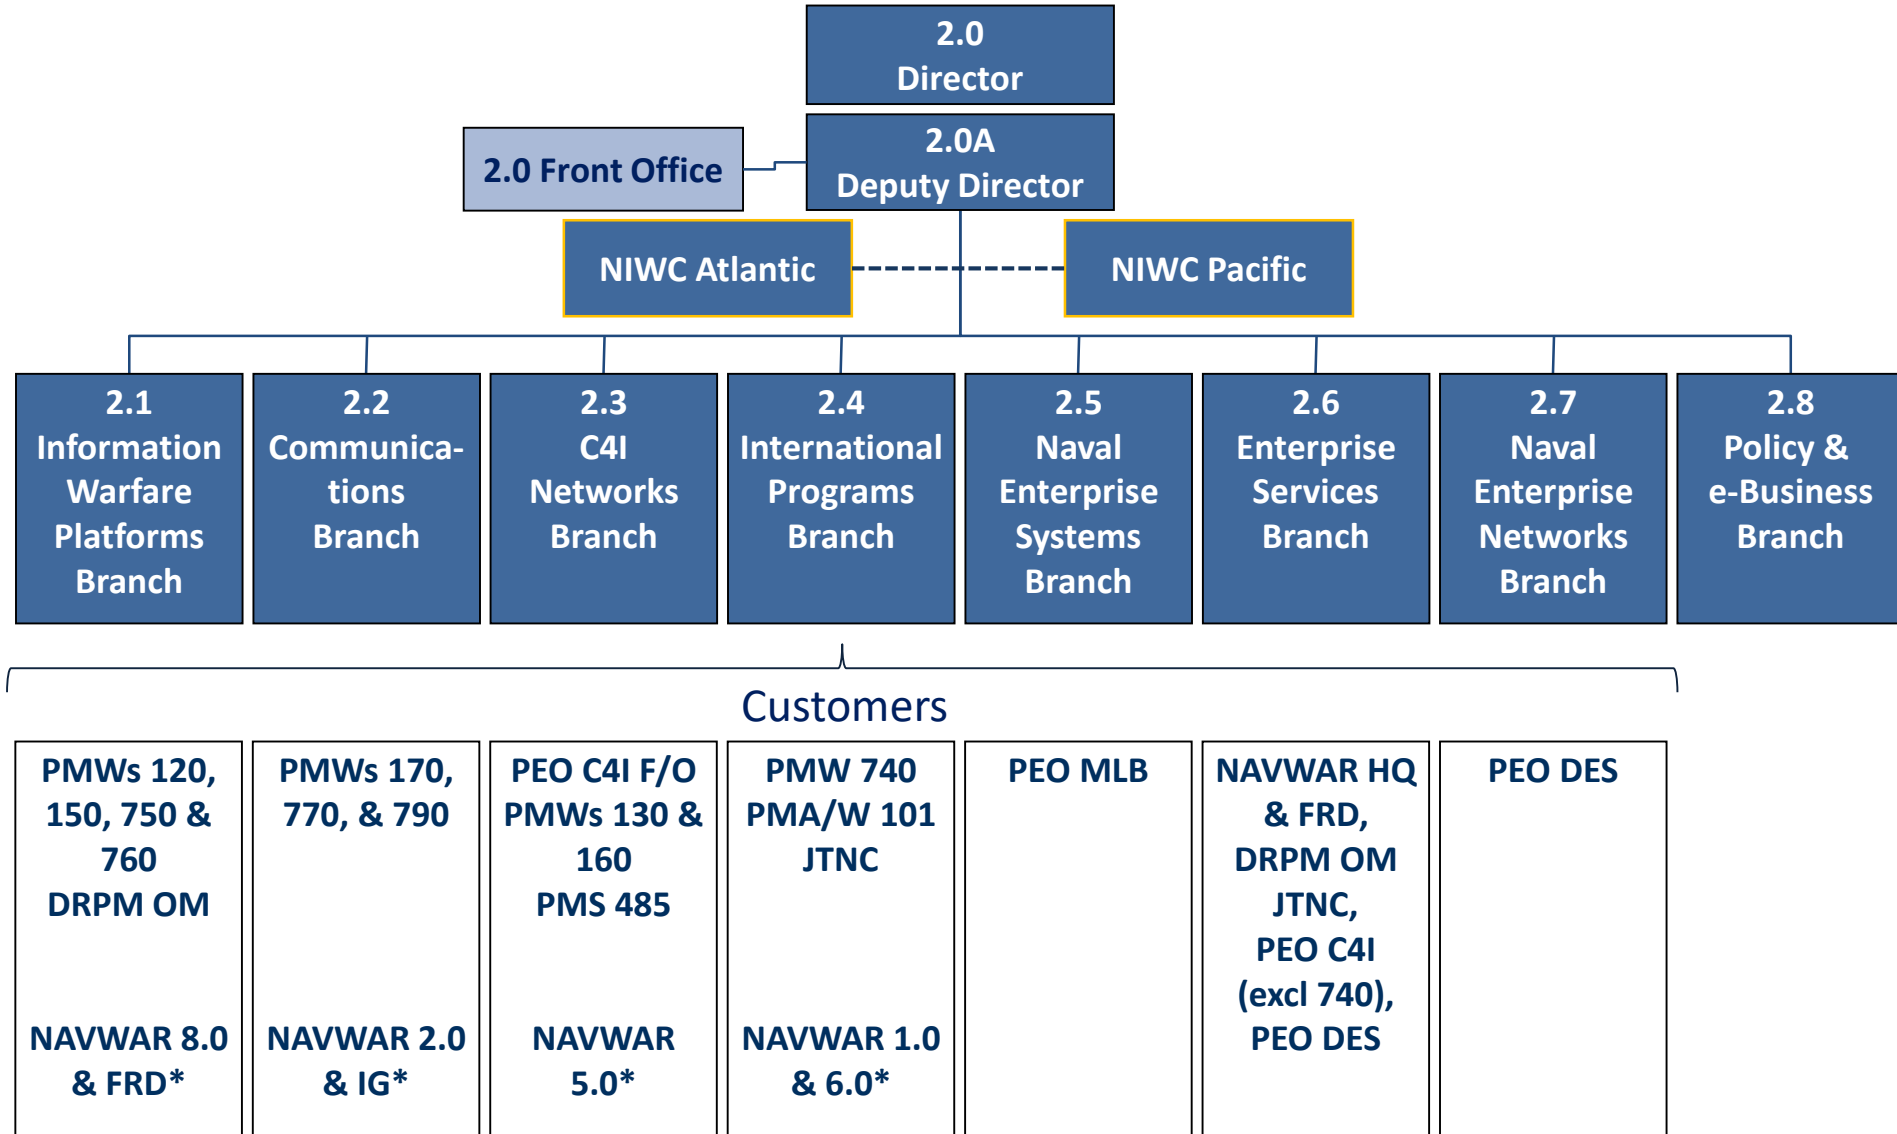 2.0
Director
2.0A
Deputy Director
2.0 Front Office
NIWC Atlantic
NIWC Pacific
2.1
Information
Warfare
Platforms
Branch
2.2
Communica-
tions
Branch
2.3
C4I
Networks
Branch
2.4
International
Programs
Branch
2.5
Naval
Enterprise
Systems
Branch
2.6
Enterprise
Services
Branch
2.7
Naval
Enterprise
Networks
Branch
2.8
Policy &
e-Business
Branch
Customers
PMWs 120,
150, 750 &
760
DRPM OM
NAVWAR 8.0
& FRD*
PMWs 170,
770, & 790
NAVWAR 2.0
& IG*
PEO C4I F/O
PMWs 130 &
160
PMS 485
NAVWAR
5.0*
PMW 740
PMA/W 101
JTNC
NAVWAR 1.0
& 6.0*
PEO MLB
NAVWAR HQ
& FRD,
DRPM OM
JTNC,
PEO C4I
(excl 740),
PEO DES
PEO DES